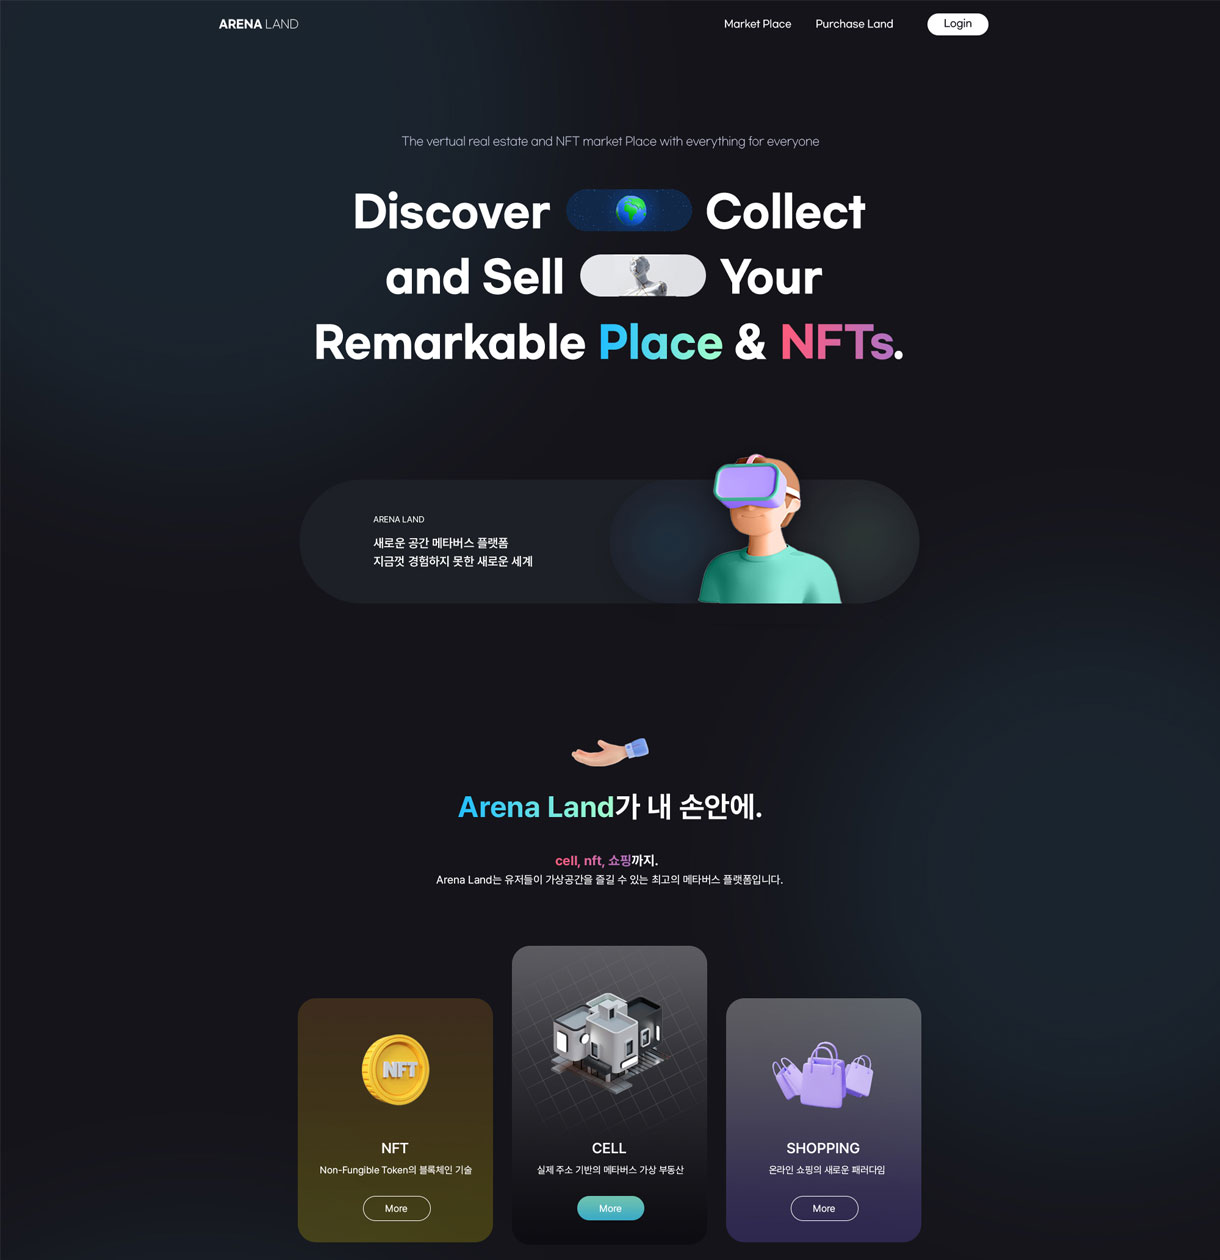 ARENA LAND
Market Place
Purchase Land
Login
The vertual real estate and NFT market Place with everything for everyone
Discover Collect
and Sell Your
Remarkable Place & NFTs.
ARENA LAND
새로운 공간 메타버스 플랫폼
지금껏 경험하지 못한 새로운 세계
Arena Land가 내 손안에.
cell, nft, 쇼핑까지.
Arena Land는 유저들이 가상공간을 즐길 수 있는 최고의 메타버스 플랫폼입니다.
NFT
NFT
Non-Fungible Token의 블록체인 기술
More
CELL
실제 주소 기반의 메타버스 가상 부동산
More
SHOPPING
온라인 쇼핑의 새로운 패러다임
More